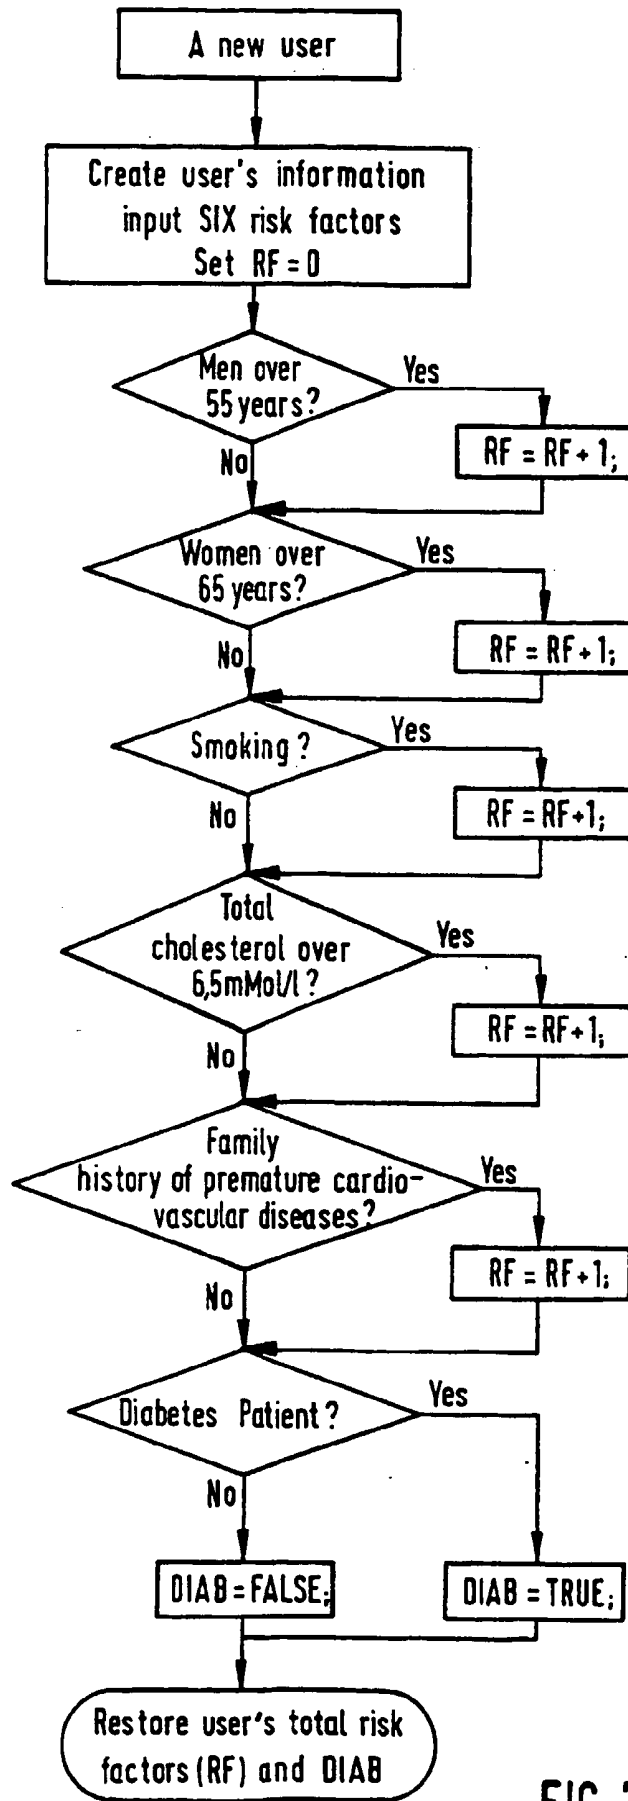 A new user
Create user's information
input SIX risk factors
Set RF = 0
Men over
55 years?
Yes
No
RF = RF + 1;
Women over
65 years?
Yes
No
RF = RF + 1;
Smoking?
Yes
No
RF = RF+1;
Total
cholesterol over
6,5mMol/l?
Yes
No
RF = RF+1;
Family
history of premature cardio-
vascular diseases?
Yes
No
RF = RF+1;
Diabetes Patient?
Yes
No
DIAB=FALSE;
DIAB=TRUE;
Restore user's total risk
factors (RF) and DIAB
FIG.